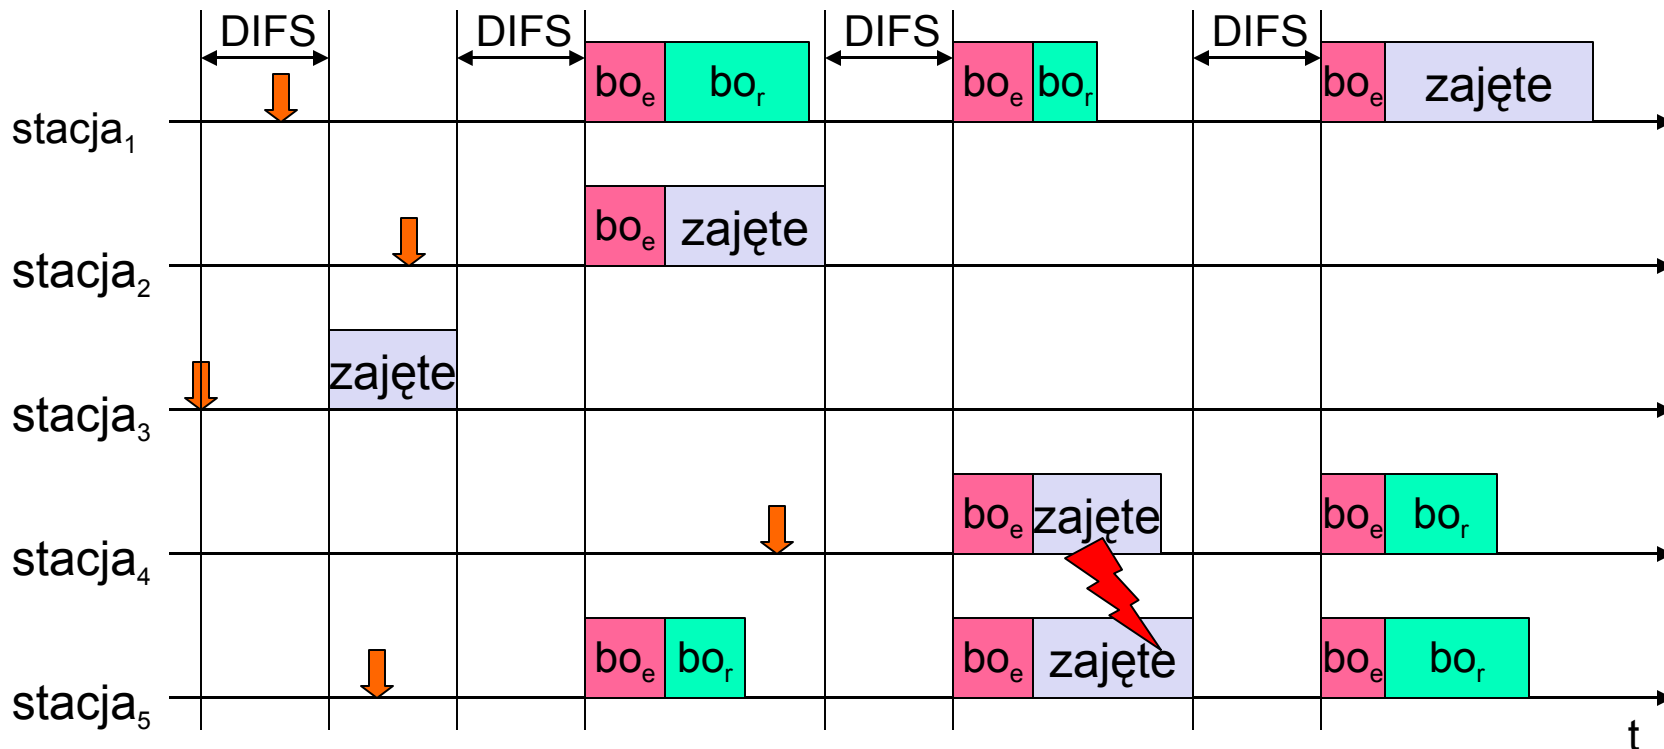 DIFS DIFS DIFS DIFS
boe bor boe bor boe zajęte
stacja1
boe zajęte
stacja2
zajęte
stacja3
boe zajęte boe bor
stacja4
boe bor boe zajęte boe bor
stacja5
t